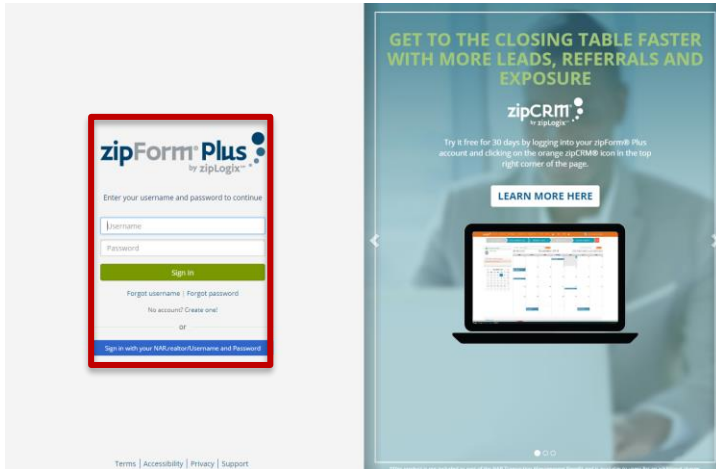 zipForm® Plus
by zipLogix™
Enter your username and password to continue
Username
Password
Sign In
Forgot username | Forgot password
No account? Create one!
or
Sign in with your NAR.realtor/Username and Password
Terms | Accessibility | Privacy | Support
GET TO THE CLOSING TABLE FASTER
WITH MORE LEADS, REFERRALS AND
EXPOSURE
zipCRM®
by zipLogix™
Try it free for 30 days by logging into your zipForm® Plus
account and clicking on the orange zipCRM® icon in the top
right corner of the page.
LEARN MORE HERE